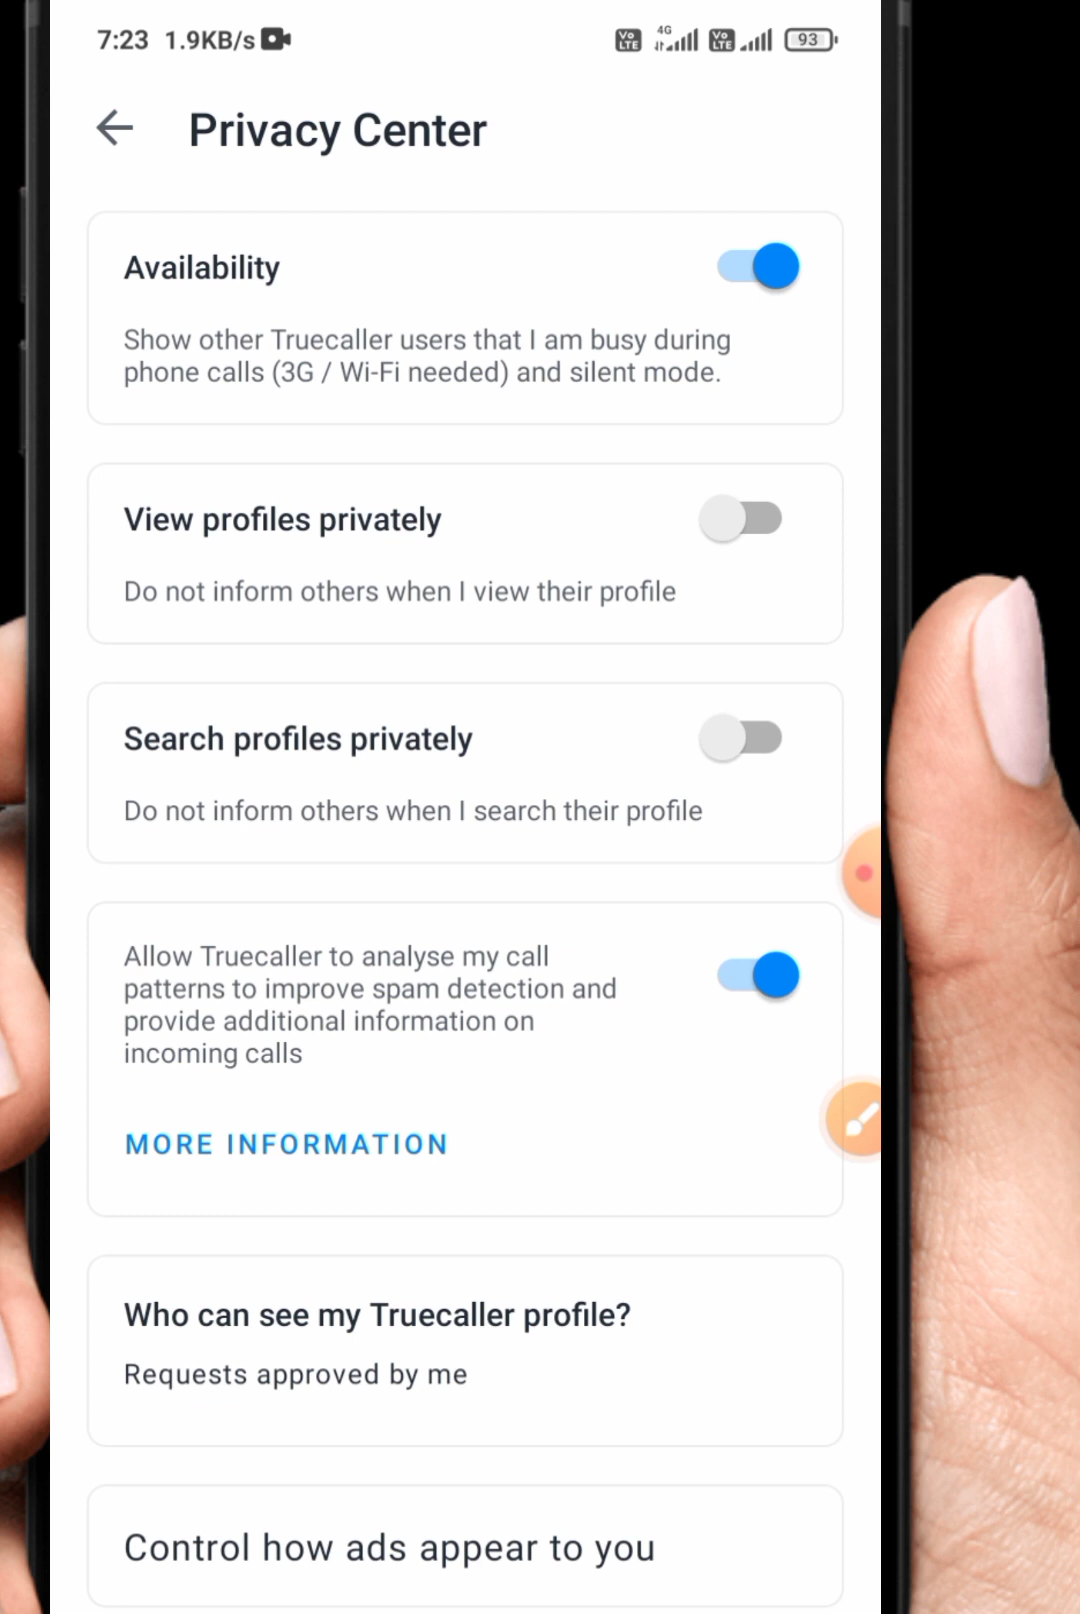 7:23 1.9KB/s Vo LTE 4G Vo LTE 93
Privacy Center
Availability
Show other Truecaller users that I am busy during
phone calls (3G / Wi-Fi needed) and silent mode.
View profiles privately
Do not inform others when I view their profile
Search profiles privately
Do not inform others when I search their profile
Allow Truecaller to analyse my call
patterns to improve spam detection and
provide additional information on
incoming calls
MORE INFORMATION
Who can see my Truecaller profile?
Requests approved by me
Control how ads appear to you